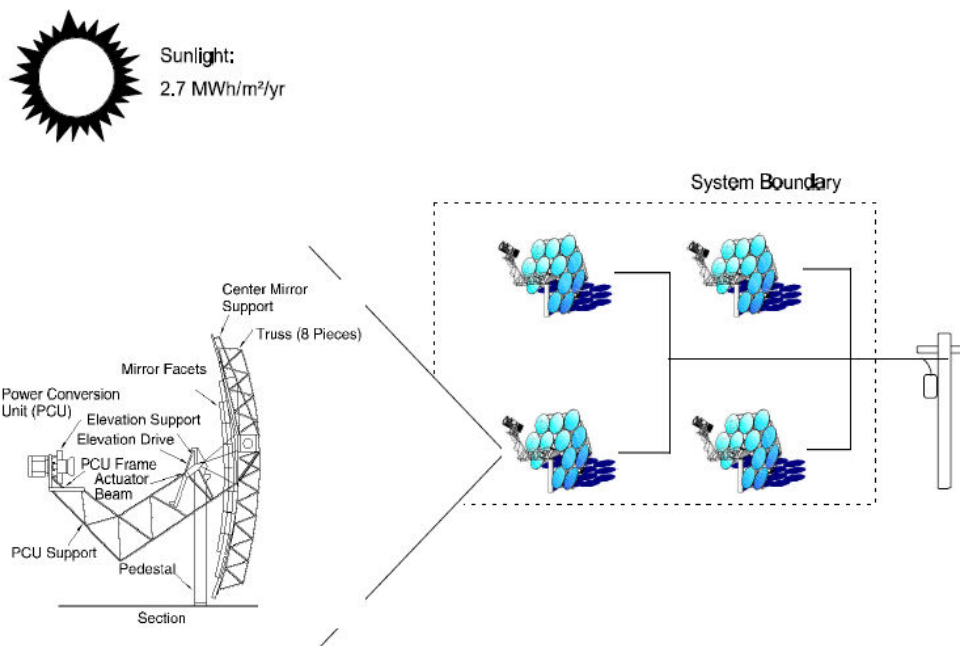 Sunlight:
2.7 MWh/m²/yr
System Boundary
Center Mirror
Support
Truss (8 Pieces)
Mirror Facets
Power Conversion
Unit (PCU)
Elevation Support
Elevation Drive
PCU Frame
Actuator
Beam
PCU Support
Pedestal
Section